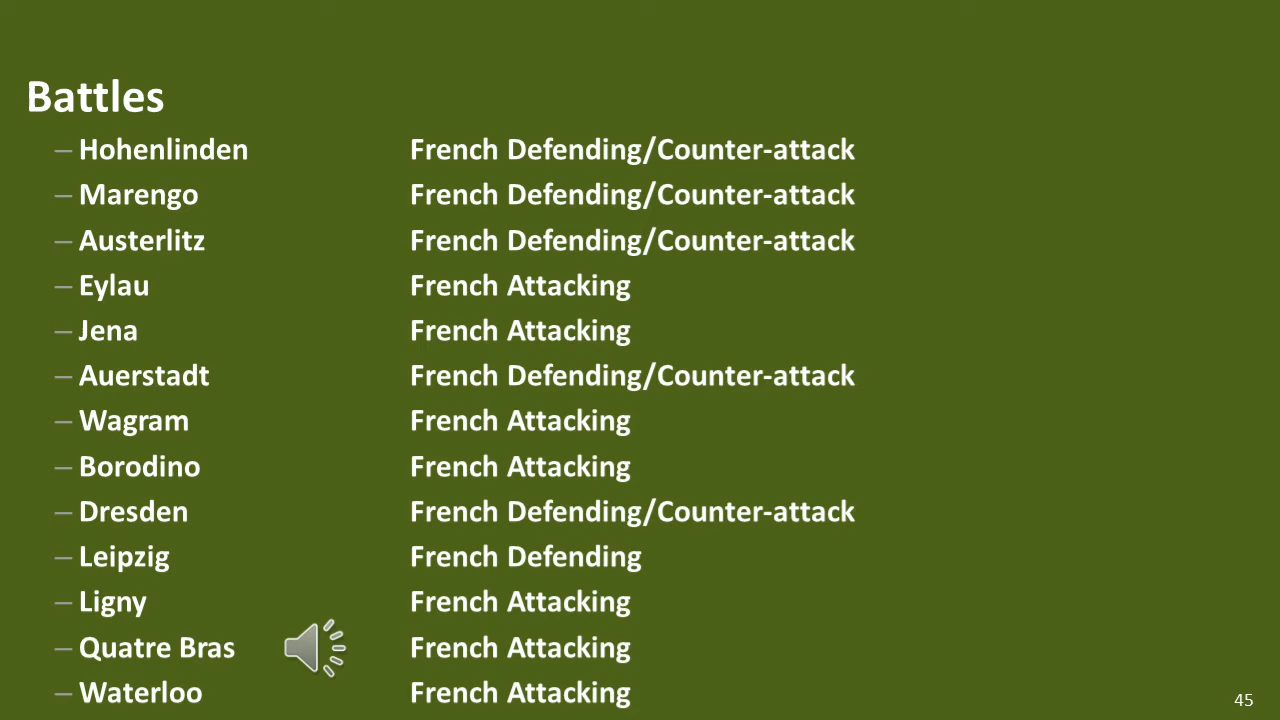 Battles
– Hohenlinden French Defending/Counter-attack
– Marengo French Defending/Counter-attack
– Austerlitz French Defending/Counter-attack
– Eylau French Attacking
– Jena French Attacking
– Auerstadt French Defending/Counter-attack
– Wagram French Attacking
– Borodino French Attacking
– Dresden French Defending/Counter-attack
– Leipzig French Defending
– Ligny French Attacking
– Quatre Bras French Attacking
– Waterloo French Attacking
45